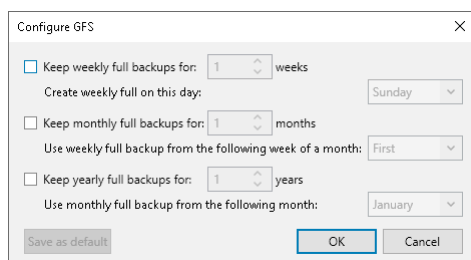 Configure GFS
Keep weekly full backups for: 1 weeks
Create weekly full on this day: Sunday
Keep monthly full backups for: 1 months
Use weekly full backup from the following week of a month: First
Keep yearly full backups for: 1 years
Use monthly full backup from the following month: January
Save as default OK Cancel